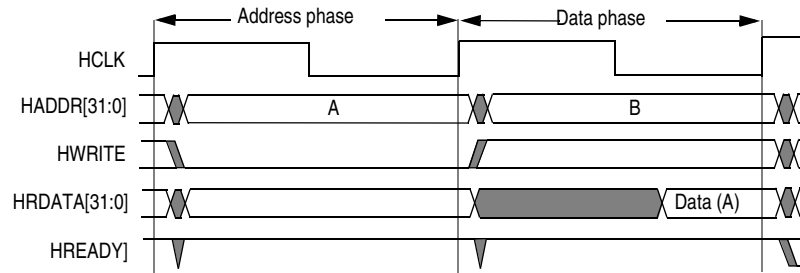 Address phase Data phase
HCLK
HADDR[31:0] A B
HWRITE
HRDATA[31:0] Data (A)
HREADY]